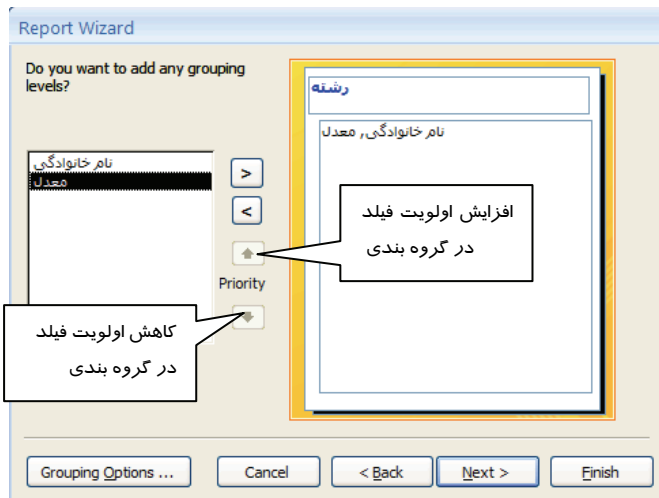 Report Wizard
Do you want to add any grouping
levels?
نام خانوادگی
معدل
>
<
Priority
رشته
نام خانوادگی, معدل
افزایش اولویت فیلد
در گروه بندی
کاهش اولویت فیلد
در گروه بندی
Grouping Options ...
Cancel
< Back
Next >
Finish